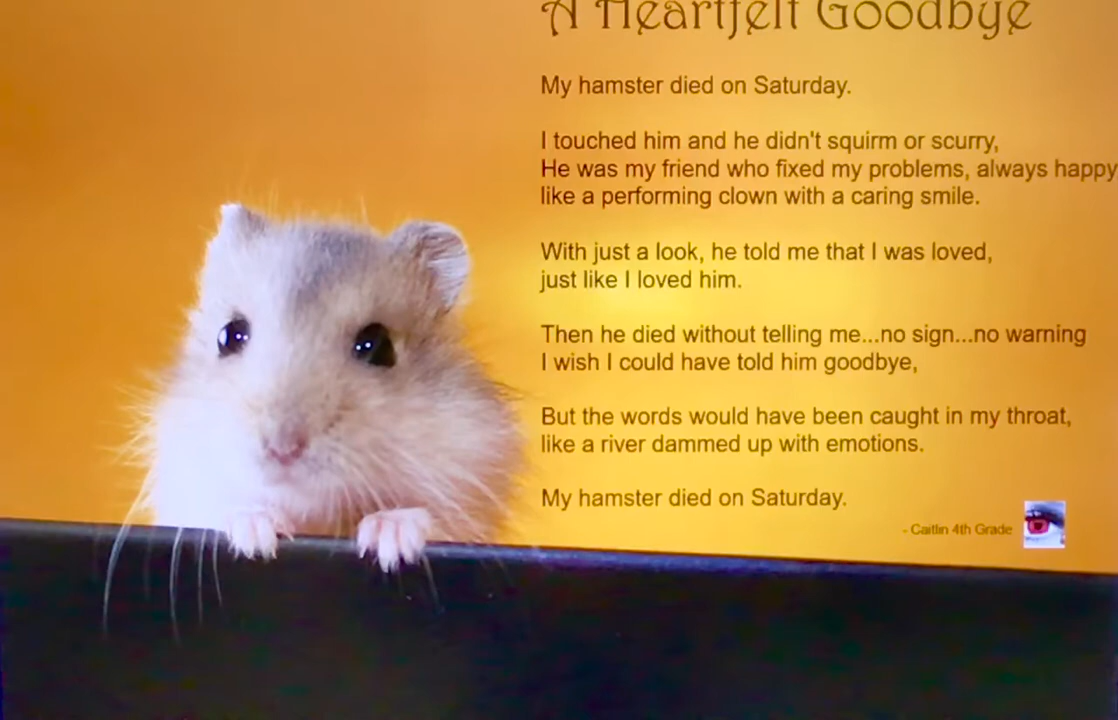 A Heartfelt Goodbye
My hamster died on Saturday.
I touched him and he didn't squirm or scurry,
He was my friend who fixed my problems, always happy
like a performing clown with a caring smile.
With just a look, he told me that I was loved,
just like I loved him.
Then he died without telling me...no sign...no warning
I wish I could have told him goodbye,
But the words would have been caught in my throat,
like a river dammed up with emotions.
My hamster died on Saturday.
- Caitlin 4th Grade